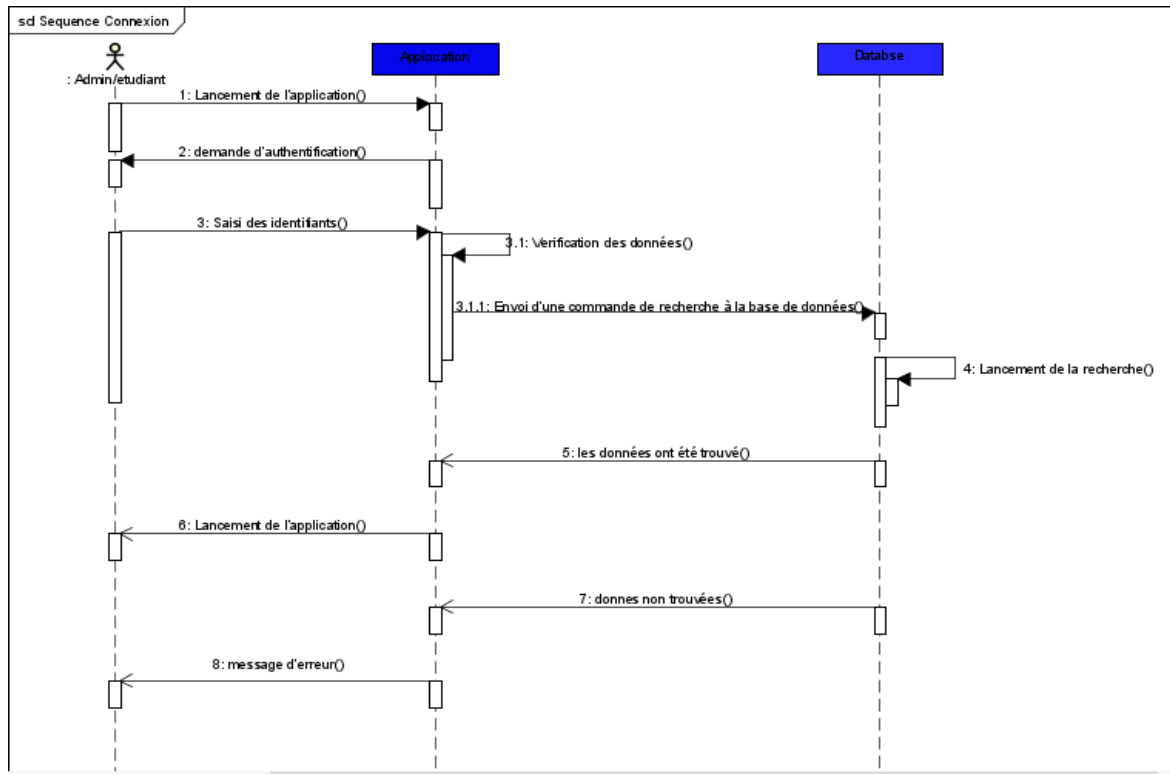 sd Sequence Connexion
: Admin/etudiant
Applocation
Databse
1: Lancement de l'application()
2: demande d'authentification()
3: Saisi des identifiants()
3.1: Verification des données()
3.1.1: Envoi d'une commande de recherche à la base de données()
4: Lancement de la recherche()
5: les données ont été trouvé()
6: Lancement de l'application()
7: donnes non trouvées()
8: message d'erreur()